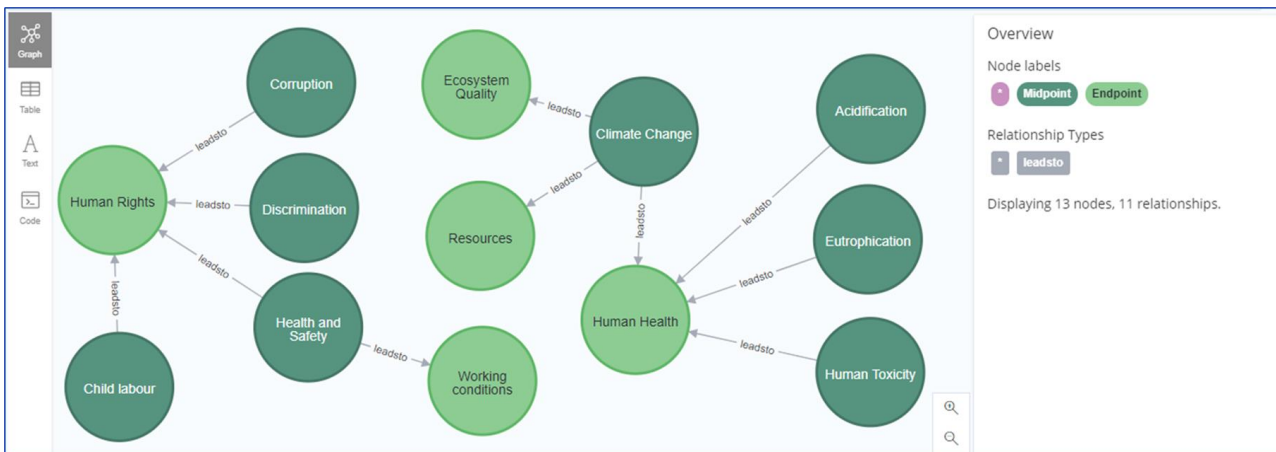 Graph
Table
Text
Code
Corruption
Ecosystem
Quality
Climate Change
Acidification
Human Rights
Discrimination
Resources
Eutrophication
Health and
Safety
Human Health
Child labour
Working
conditions
Human Toxicity
leadsto
leadsto
leadsto
leadsto
leadsto
leadsto
leadsto
leadsto
leadsto
leadsto
leadsto
Overview
Node labels
* Midpoint Endpoint
Relationship Types
* leadsto
Displaying 13 nodes, 11 relationships.